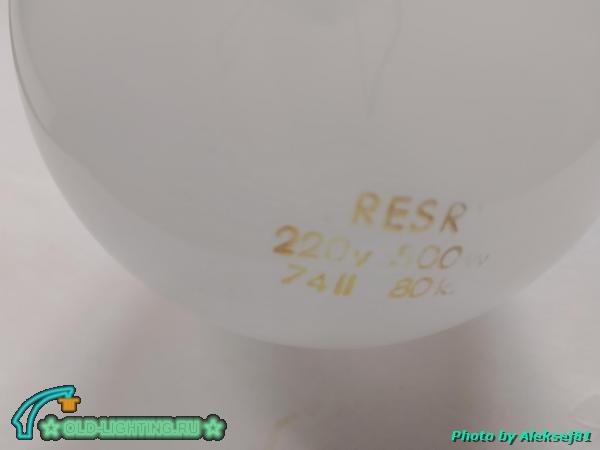 RESR
220v 500w
74II 80k.
☆ OLD-LIGHTING.RU ☆
Photo by Aleksej81